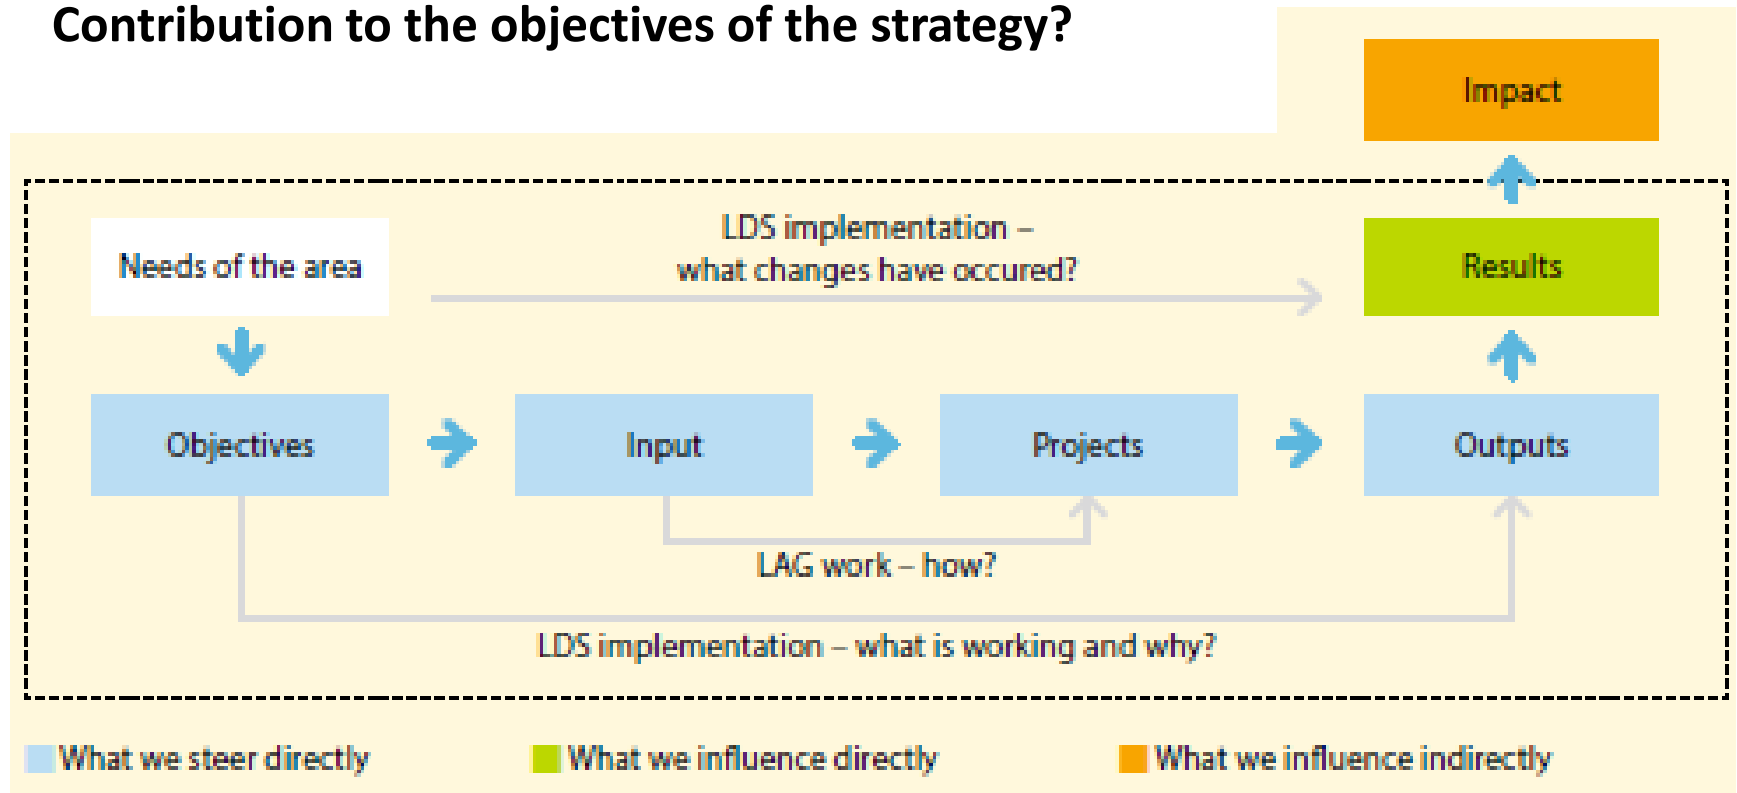 Contribution to the objectives of the strategy?
Impact
LDS implementation –
what changes have occured?
Needs of the area
Results
Objectives
Input
Projects
Outputs
LAG work – how?
LDS implementation – what is working and why?
What we steer directly
What we influence directly
What we influence indirectly